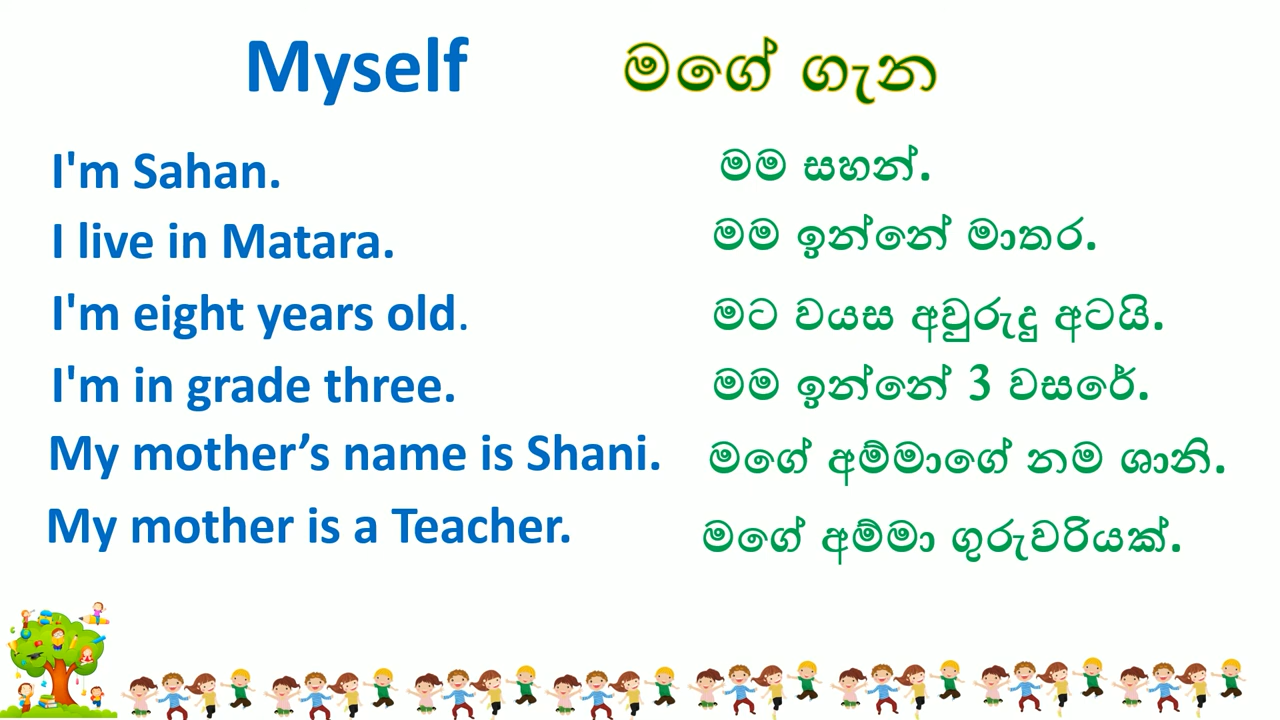 Myself මගේ ගැන
I'm Sahan. මම සහන්.
I live in Matara. මම ඉන්නේ මාතර.
I'm eight years old. මට වයස අවුරුදු අටයි.
I'm in grade three. මම ඉන්නේ 3 වසරේ.
My mother’s name is Shani. මගේ අම්මාගේ නම ශානි.
My mother is a Teacher. මගේ අම්මා ගුරුවරියක්.